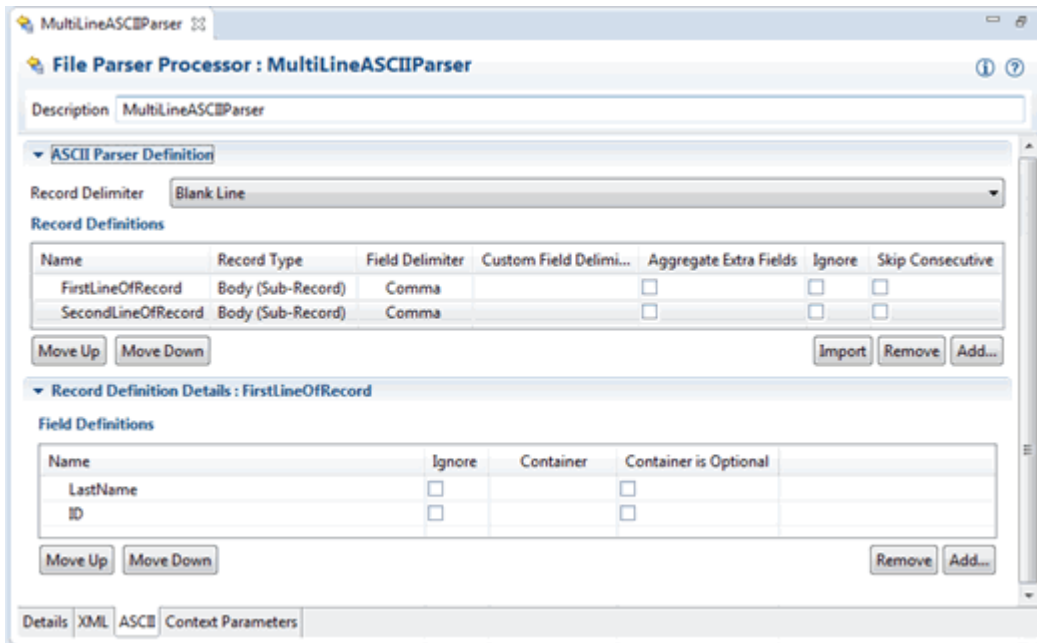 MultiLineASCIIParser
File Parser Processor : MultiLineASCIIParser
Description MultiLineASCIIParser
ASCII Parser Definition
Record Delimiter Blank Line
Record Definitions
Name Record Type Field Delimiter Custom Field Delimi... Aggregate Extra Fields Ignore Skip Consecutive
FirstLineOfRecord Body (Sub-Record) Comma
SecondLineOfRecord Body (Sub-Record) Comma
Move Up Move Down Import Remove Add...
Record Definition Details : FirstLineOfRecord
Field Definitions
Name Ignore Container Container is Optional
LastName
ID
Move Up Move Down Remove Add...
Details XML ASCII Context Parameters